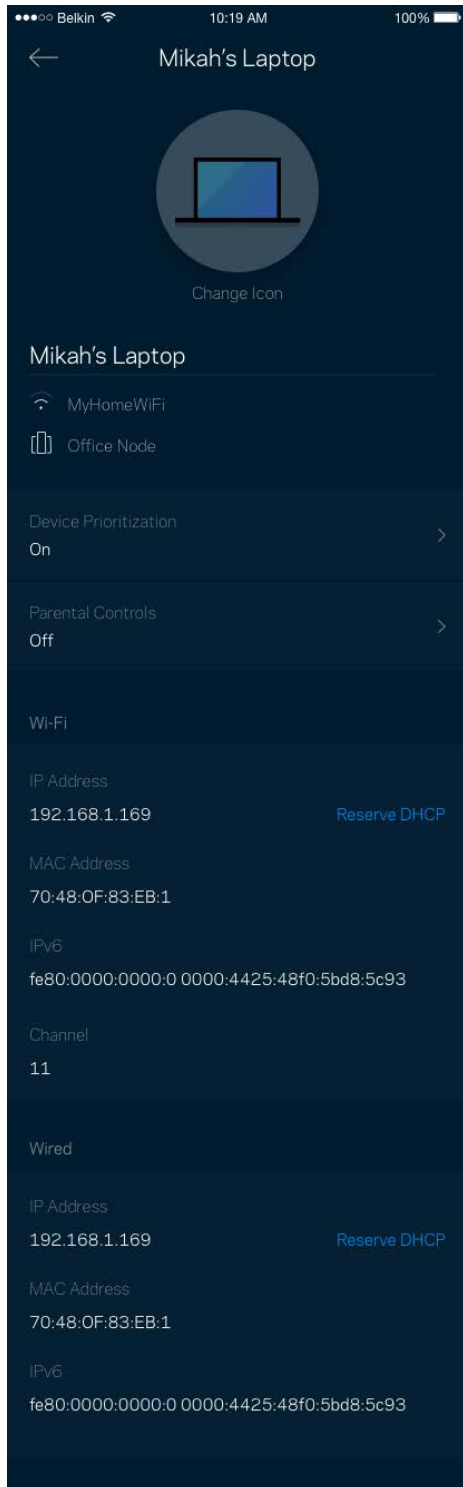 Belkin 10:19 AM 100%
Mikah's Laptop
Change Icon
Mikah's Laptop
MyHomeWiFi
Office Node
Device Prioritization
On
Parental Controls
Off
Wi-Fi
IP Address
192.168.1.169 Reserve DHCP
MAC Address
70:48:0F:83:EB:1
IPv6
fe80:0000:0000:0 0000:4425:48f0:5bd8:5c93
Channel
11
Wired
IP Address
192.168.1.169 Reserve DHCP
MAC Address
70:48:0F:83:EB:1
IPv6
fe80:0000:0000:0 0000:4425:48f0:5bd8:5c93